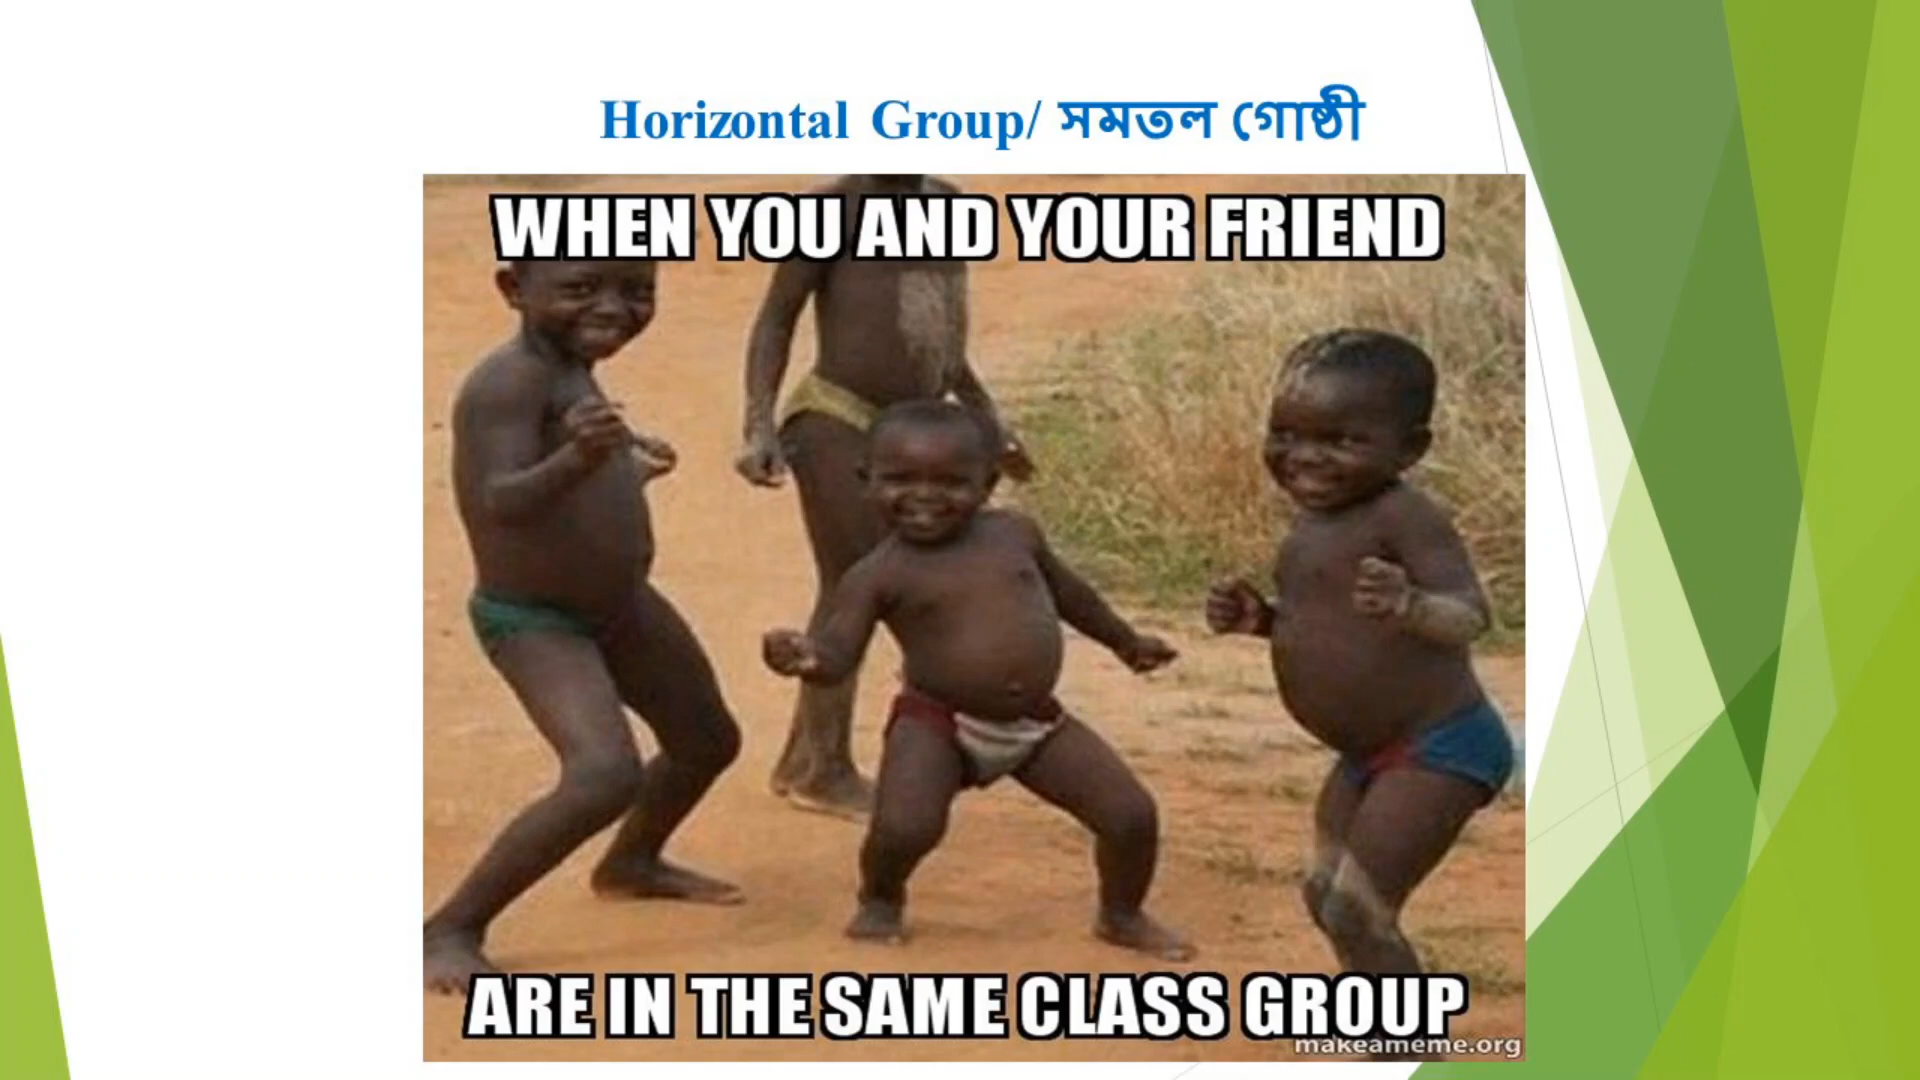 Horizontal Group/ সমতল গোষ্ঠী
WHEN YOU AND YOUR FRIEND
ARE IN THE SAME CLASS GROUP
makeameme.org